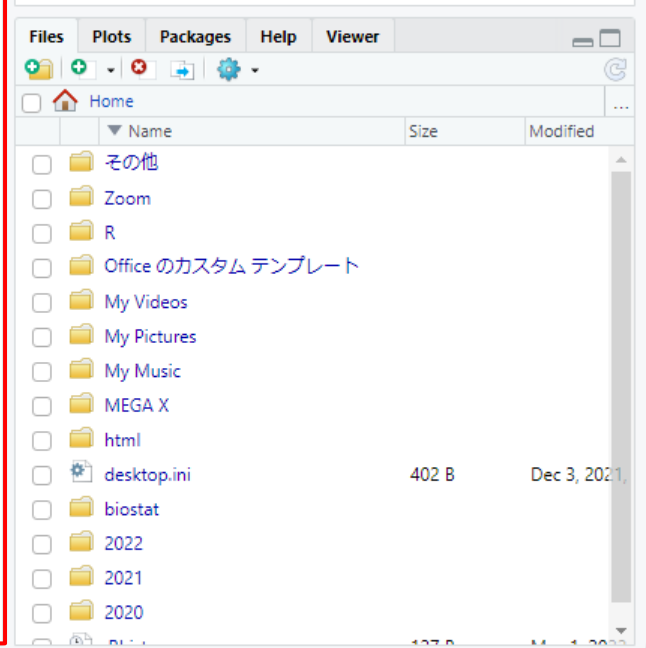 Files Plots Packages Help Viewer
Home ...
Name Size Modified
その他
Zoom
R
Office のカスタム テンプレート
My Videos
My Pictures
My Music
MEGA X
html
desktop.ini 402 B Dec 3, 2021,
biostat
2022
2021
2020